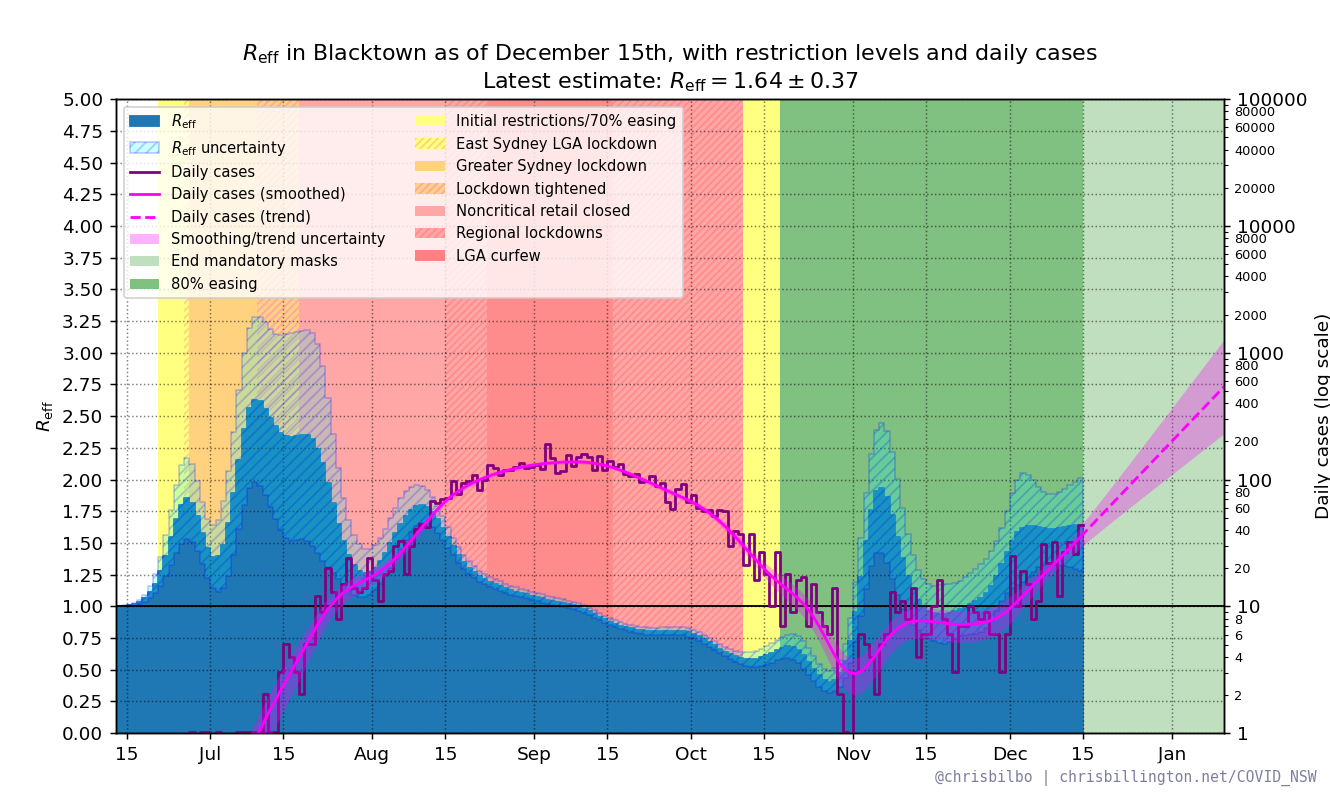 R_eff in Blacktown as of December 15th, with restriction levels and daily cases
Latest estimate: R_eff = 1.64 ± 0.37
R_eff
R_eff uncertainty
Daily cases
Daily cases (smoothed)
Daily cases (trend)
Smoothing/trend uncertainty
End mandatory masks
80% easing
Initial restrictions/70% easing
East Sydney LGA lockdown
Greater Sydney lockdown
Lockdown tightened
Noncritical retail closed
Regional lockdowns
LGA curfew
R_eff
5.00
4.75
4.50
4.25
4.00
3.75
3.50
3.25
3.00
2.75
2.50
2.25
2.00
1.75
1.50
1.25
1.00
0.75
0.50
0.25
0.00
100000
80000
60000
40000
20000
10000
8000
6000
4000
2000
1000
800
600
400
200
100
80
60
40
20
10
8
6
4
2
1
Daily cases (log scale)
15 Jul 15 Aug 15 Sep 15 Oct 15 Nov 15 Dec 15 Jan
@chrisbilbo | chrisbillington.net/COVID_NSW